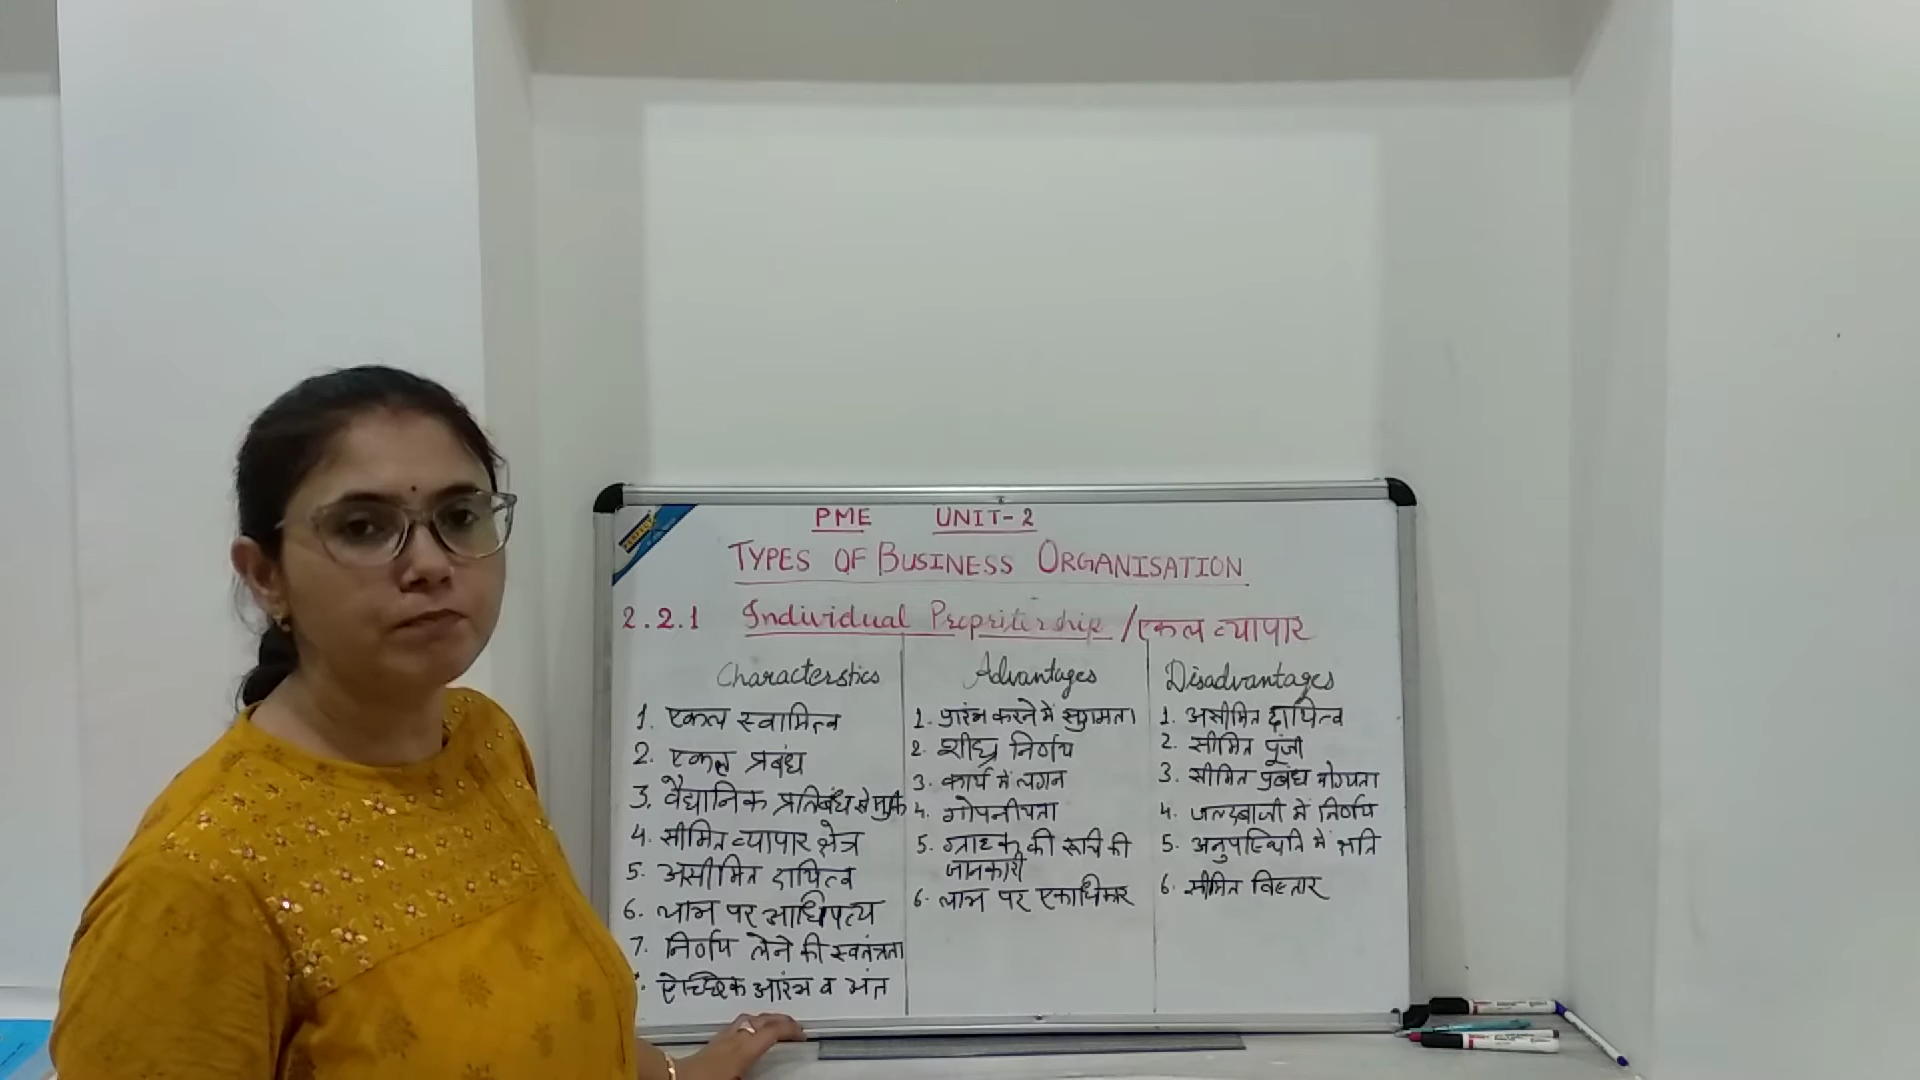 PME UNIT-2
TYPES OF BUSINESS ORGANISATION
2.2.1 Individual Propritership / एकल व्यापार
Characterstics
1. एकल स्वामित्व
2. एकल प्रबंध
3. वैधानिक प्रतिबंध से मुक्ति
4. सीमित व्यापार क्षेत्र
5. असीमित दायित्व
6. लाभ पर आधिपत्य
7. निर्णय लेने की स्वतंत्रता
ऐच्छिक आरंभ व अंत
Advantages
1. प्रारंभ करने में सुगमता
2. शीघ्र निर्णय
3. कार्य में लगन
4. गोपनीयता
5. ग्राहक की रूचि की
जानकारी
6. लाभ पर एकाधिकार
Disadvantages
1. असीमित दायित्व
2. सीमित पूंजी
3. सीमित प्रबंध योग्यता
4. जल्दबाजी में निर्णय
5. अनुपस्थिति में क्षति
6. सीमित विस्तार